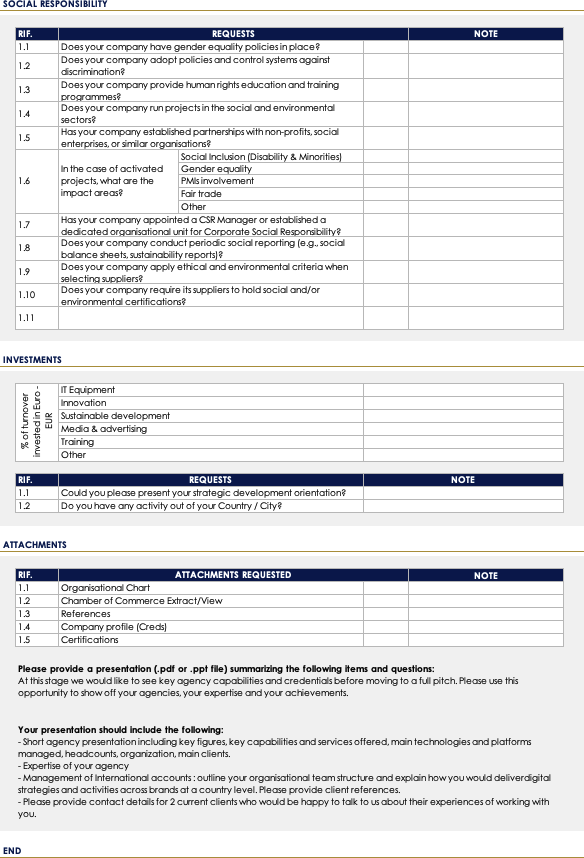 SOCIAL RESPONSIBILITY
RIF. REQUESTS NOTE
1.1 Does your company have gender equality policies in place?
1.2 Does your company adopt policies and control systems against
discrimination?
1.3 Does your company provide human rights education and training
programmes?
1.4 Does your company run projects in the social and environmental
sectors?
1.5 Has your company established partnerships with non-profits, social
enterprises, or similar organisations?
1.6 In the case of activated
projects, what are the
impact areas?
Social Inclusion (Disability & Minorities)
Gender equality
PMIs involvement
Fair trade
Other
1.7 Has your company appointed a CSR Manager or established a
dedicated organisational unit for Corporate Social Responsibility?
1.8 Does your company conduct periodic social reporting (e.g., social
balance sheets, sustainability reports)?
1.9 Does your company apply ethical and environmental criteria when
selecting suppliers?
1.10 Does your company require its suppliers to hold social and/or
environmental certifications?
1.11
INVESTMENTS
% of turnover
invested in Euro -
EUR
IT Equipment
Innovation
Sustainable development
Media & advertising
Training
Other
RIF. REQUESTS NOTE
1.1 Could you please present your strategic development orientation?
1.2 Do you have any activity out of your Country / City?
ATTACHMENTS
RIF. ATTACHMENTS REQUESTED NOTE
1.1 Organisational Chart
1.2 Chamber of Commerce Extract/View
1.3 References
1.4 Company profile (Creds)
1.5 Certifications
Please provide a presentation (.pdf or .ppt file) summarizing the following items and questions:
At this stage we would like to see key agency capabilities and credentials before moving to a full pitch. Please use this
opportunity to show off your agencies, your expertise and your achievements.
Your presentation should include the following:
- Short agency presentation including key figures, key capabilities and services offered, main technologies and platforms
managed, headcounts, organization, main clients.
- Expertise of your agency
- Management of International accounts : outline your organisational team structure and explain how you would deliverdigital
strategies and activities across brands at a country level. Please provide client references.
- Please provide contact details for 2 current clients who would be happy to talk to us about their experiences of working with
you.
END